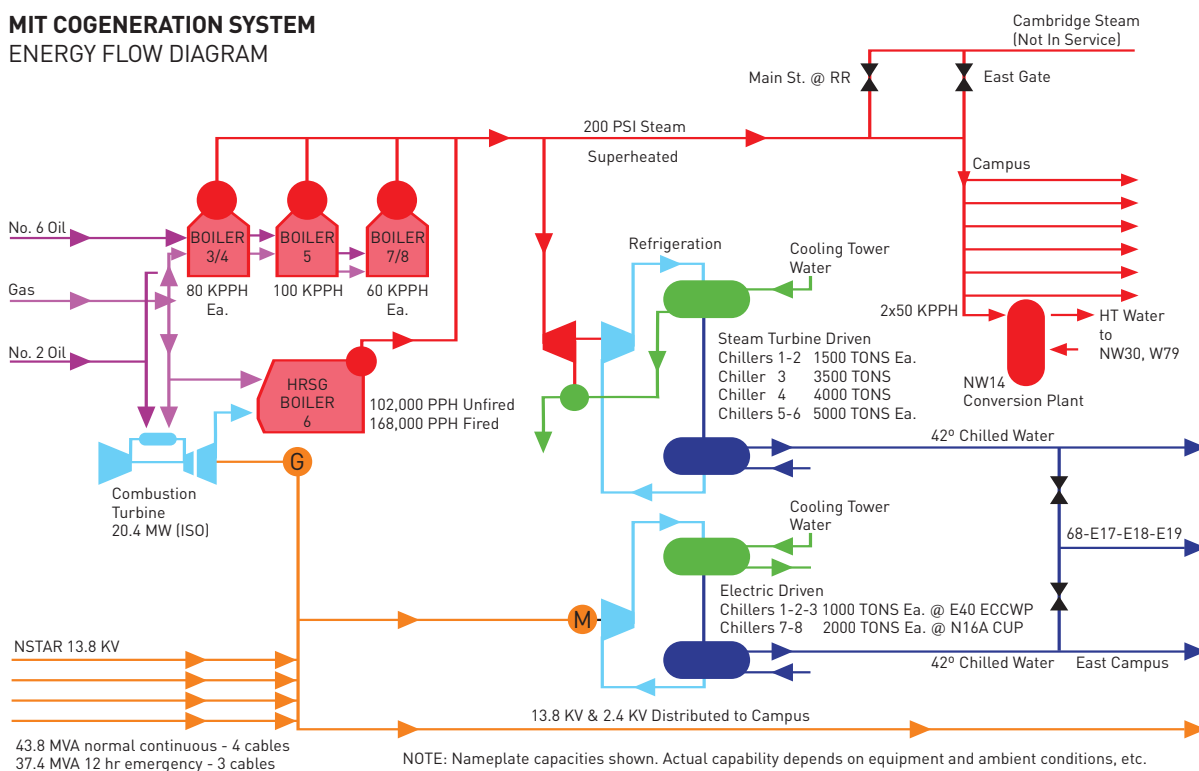 MIT COGENERATION SYSTEM
ENERGY FLOW DIAGRAM
Cambridge Steam
(Not In Service)
Main St. @ RR
East Gate
200 PSI Steam
Superheated
Campus
No. 6 Oil
BOILER
3/4
BOILER
5
BOILER
7/8
Gas
80 KPPH
Ea.
100 KPPH
60 KPPH
Ea.
No. 2 Oil
HRSG
BOILER
6
102,000 PPH Unfired
168,000 PPH Fired
Refrigeration
Cooling Tower
Water
2x50 KPPH
HT Water
to
NW30, W79
NW14
Conversion Plant
Steam Turbine Driven
Chillers 1-2 1500 TONS Ea.
Chiller 3 3500 TONS
Chiller 4 4000 TONS
Chillers 5-6 5000 TONS Ea.
42º Chilled Water
G
Combustion
Turbine
20.4 MW (ISO)
Cooling Tower
Water
68-E17-E18-E19
M
Electric Driven
Chillers 1-2-3 1000 TONS Ea. @ E40 ECCWP
Chillers 7-8 2000 TONS Ea. @ N16A CUP
42º Chilled Water
East Campus
NSTAR 13.8 KV
13.8 KV & 2.4 KV Distributed to Campus
43.8 MVA normal continuous - 4 cables
37.4 MVA 12 hr emergency - 3 cables
NOTE: Nameplate capacities shown. Actual capability depends on equipment and ambient conditions, etc.